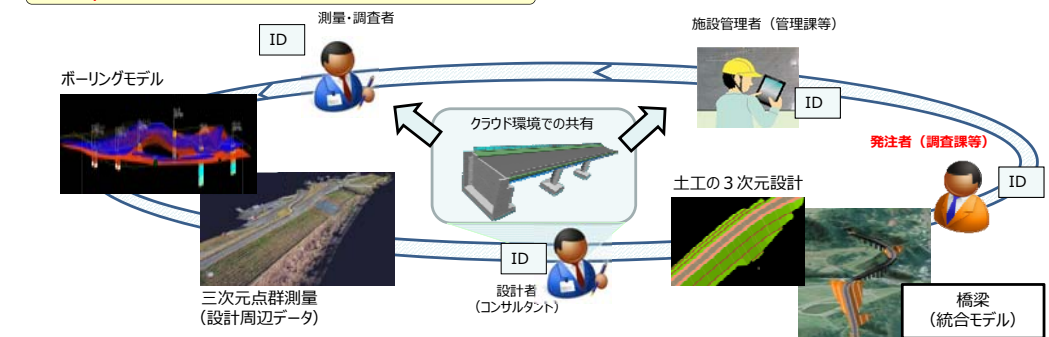 測量・調査者
ID
施設管理者（管理課等）
ボーリングモデル
ID
クラウド環境での共有
発注者（調査課等）
ID
土工の３次元設計
ID
三次元点群測量
（設計周辺データ）
設計者
（コンサルタント）
橋梁
（統合モデル）